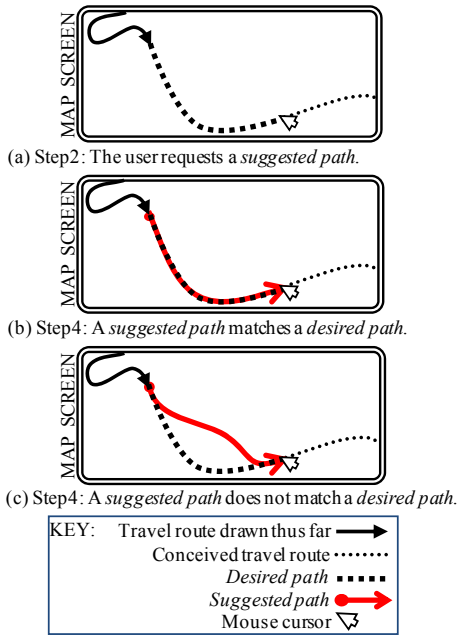 MAP SCREEN
(a) Step2: The user requests a suggested path.
MAP SCREEN
(b) Step4: A suggested path matches a desired path.
MAP SCREEN
(c) Step4: A suggested path does not match a desired path.
KEY: Travel route drawn thus far
Conceived travel route
Desired path
Suggested path
Mouse cursor